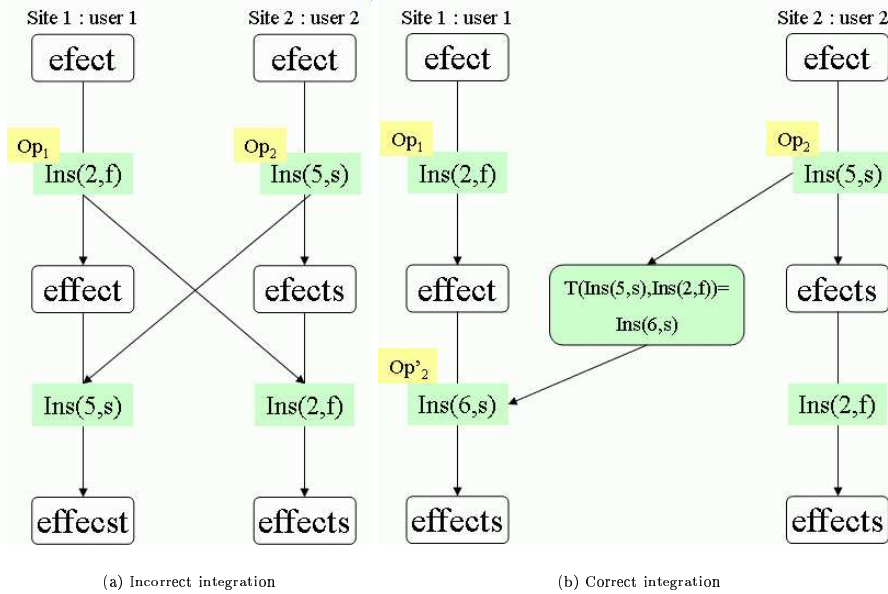 Site 1 : user 1
Site 2 : user 2
efect
efect
Op1
Ins(2,f)
Op2
Ins(5,s)
effect
efects
Ins(5,s)
Ins(2,f)
effecst
effects
(a) Incorrect integration
Site 1 : user 1
Site 2 : user 2
efect
efect
Op1
Ins(2,f)
Op2
Ins(5,s)
effect
T(Ins(5,s),Ins(2,f))=
Ins(6,s)
efects
Op’2
Ins(6,s)
Ins(2,f)
effects
effects
(b) Correct integration